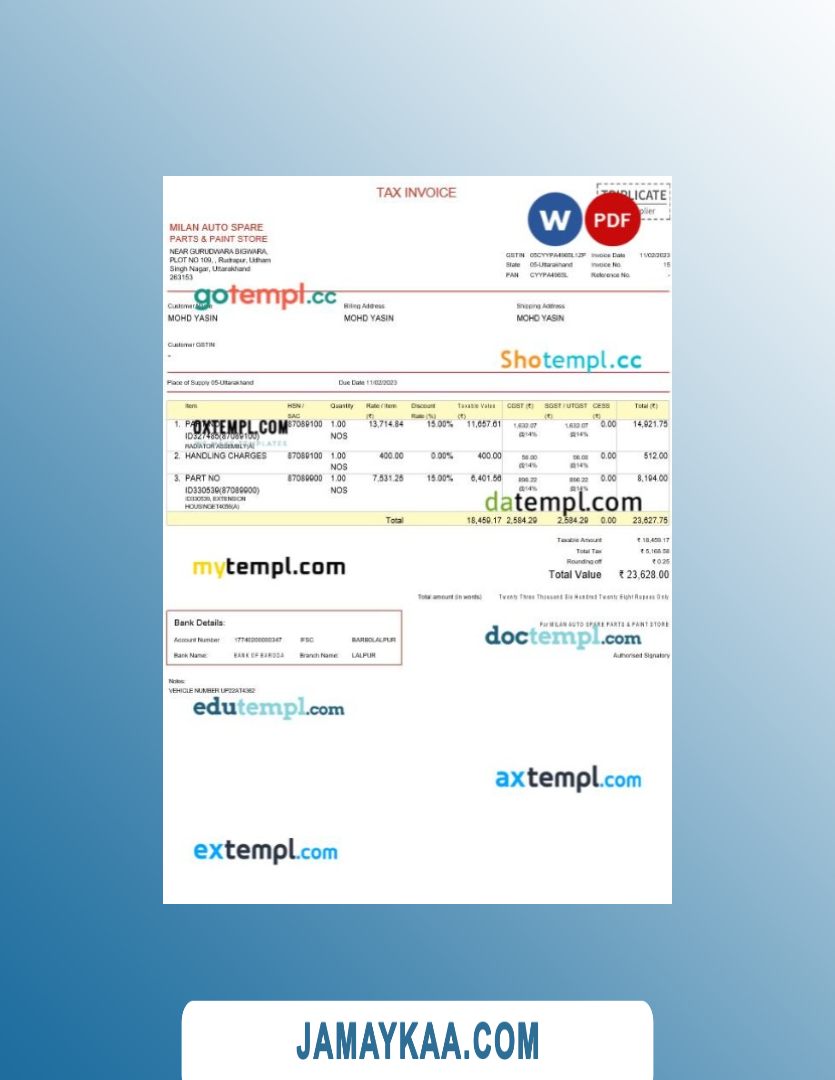 TAX INVOICE
W
PDF
MILAN AUTO SPARE
PARTS & PAINT STORE
NEAR GURUDWARA BIGWARA,
PLOT NO 109, , Rudrapur, Udham
Singh Nagar, Uttarakhand
263153
GSTIN 05CYYPA4965L1ZP Invoice Date 11/02/2023
State 05-Uttarakhand Invoice No. 15
PAN CYYPA4965L Reference No. -
gotempl.cc
Billing Address Shipping Address
MOHD YASIN MOHD YASIN MOHD YASIN
Customer GSTIN
-
Shotempl.cc
Place of Supply 05-Uttarakhand Due Date 11/02/2023
Item HSN / Quantity Rate / Item Discount Taxable Value CGST (₹) SGST / UTGST CESS Total (₹)
SAC (₹) Rate (%) (₹) (₹) (₹)
1. 87089100 1.00 13,714.84 15.00% 11,657.61 1,632.07 1,632.07 0.00 14,921.75
OXTEMPL.COM
ID327485(87089100) NOS @14% @14%
RADIATOR ASSEMBLY(A)
2. HANDLING CHARGES 87089100 1.00 400.00 0.00% 400.00 56.00 56.00 0.00 512.00
NOS @14% @14%
3. PART NO 87089900 1.00 7,531.25 15.00% 6,401.56 896.22 896.22 0.00 8,194.00
ID330539(87089900) NOS @14% @14%
ID330539, EXTENSION
HOUSINGET4056(A)
datempl.com
Total 18,459.17 2,584.29 2,584.29 0.00 23,627.75
Taxable Amount ₹ 18,459.17
Total Tax ₹ 5,168.58
Rounding off ₹ 0.25
Total Value ₹ 23,628.00
mytempl.com
Total amount (in words) Twenty Three Thousand Six Hundred Twenty Eight Rupees Only
Bank Details:
Account Number 17740200000347 IFSC BARB0LALPUR
Bank Name: BANK OF BARODA Branch Name: LALPUR
For MILAN AUTO SPARE PARTS & PAINT STORE
doctempl.com
Authorised Signatory
Notes:
VEHICLE NUMBER UP22AT4362
edutempl.com
axtempl.com
extempl.com
JAMAYKAA.COM